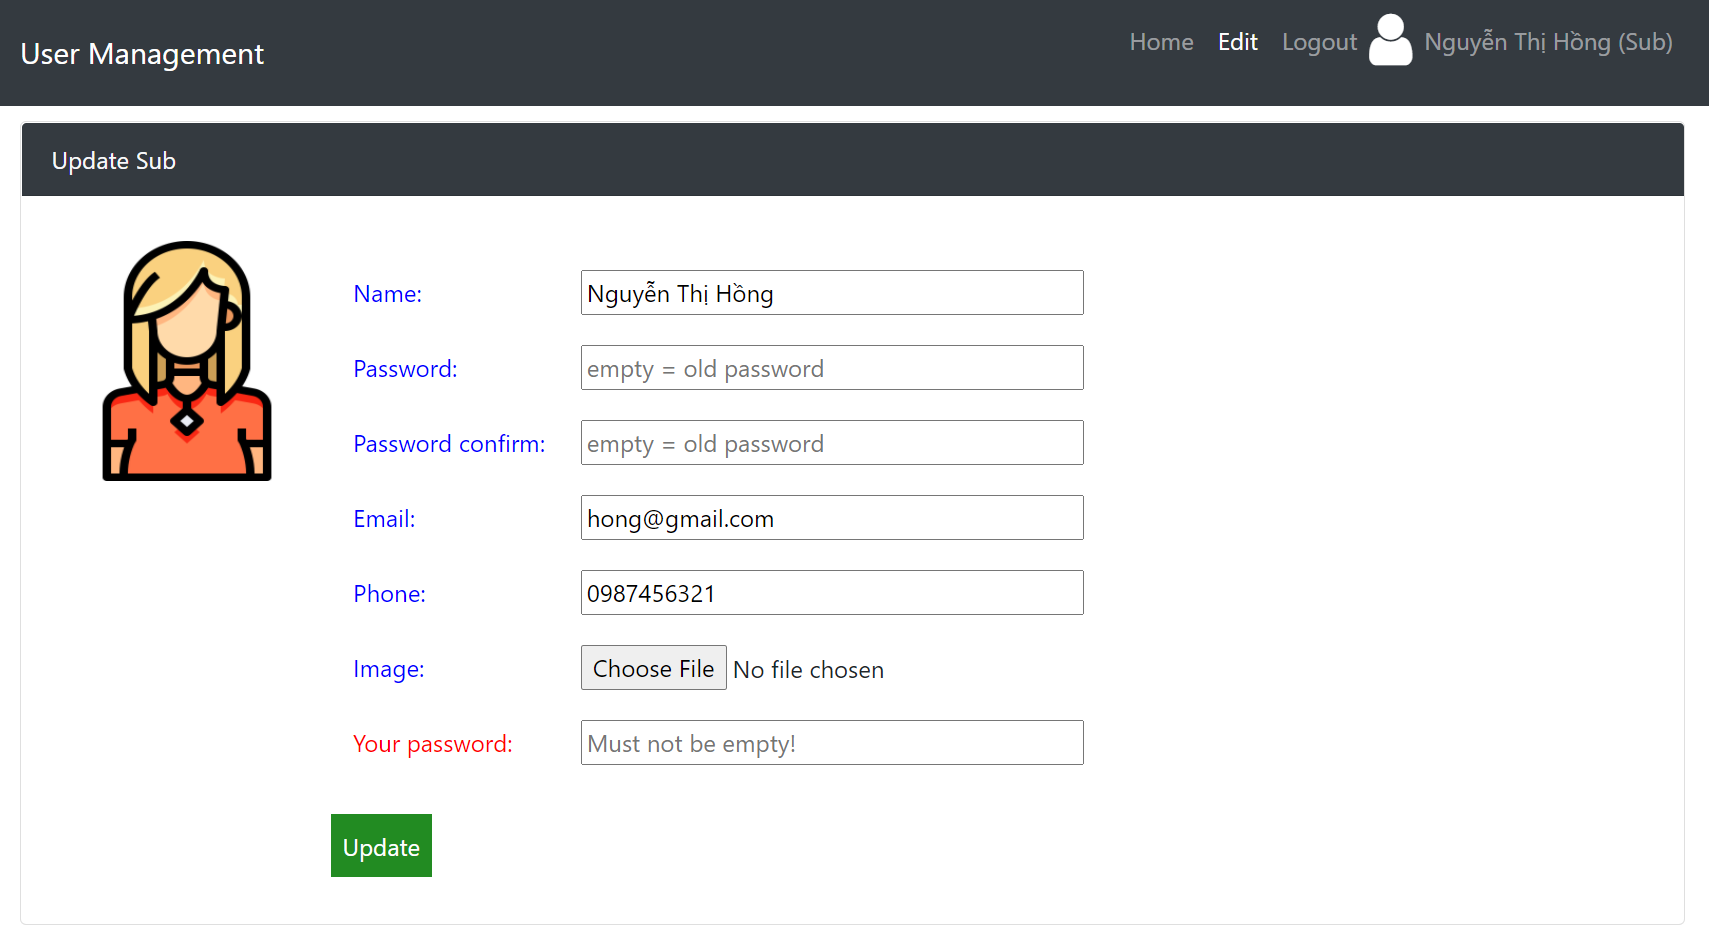 User Management
Home Edit Logout Nguyễn Thị Hồng (Sub)
Update Sub
Name: Nguyễn Thị Hồng
Password: empty = old password
Password confirm: empty = old password
Email: hong@gmail.com
Phone: 0987456321
Image: Choose File No file chosen
Your password: Must not be empty!
Update